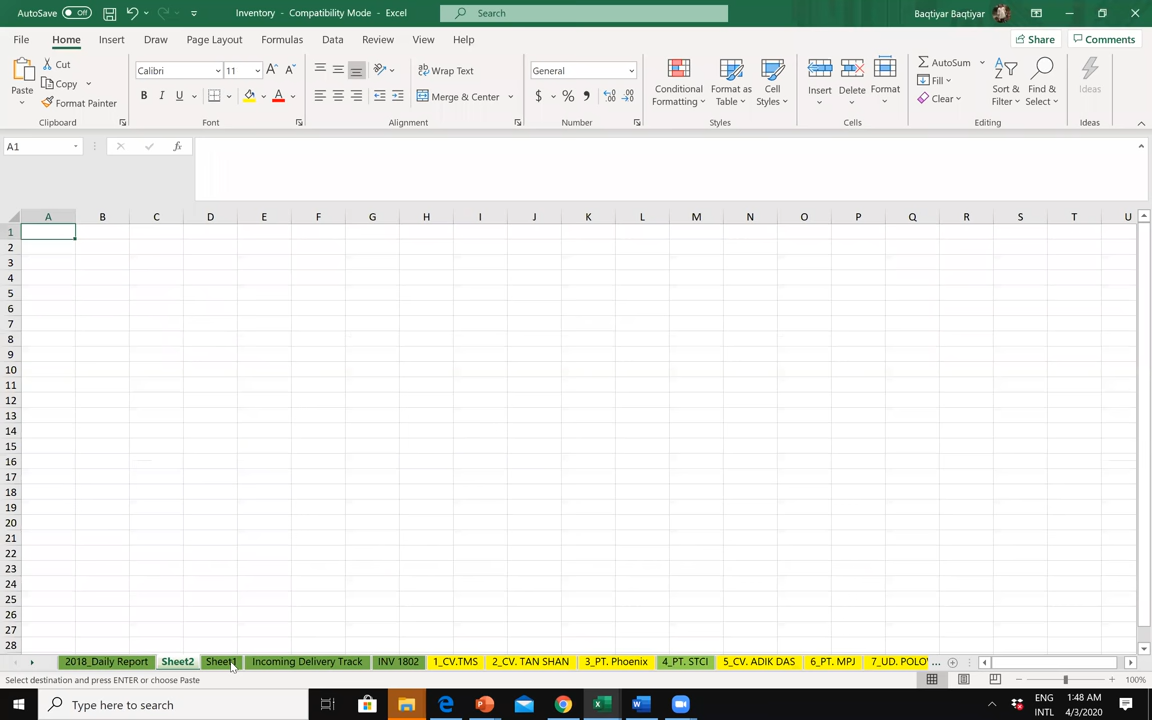 AutoSave Off Inventory - Compatibility Mode - Excel Search Baqtiyar Baqtiyar
File Home Insert Draw Page Layout Formulas Data Review View Help Share Comments
Paste Cut Copy Format Painter
Calibri 11
B I U A
Wrap Text
Merge & Center
General
$ % 9
Conditional Formatting
Format as Table
Cell Styles
Insert Delete Format
AutoSum
Fill
Clear
Sort & Filter
Find & Select
Ideas
Clipboard Font Alignment Number Styles Cells Editing Ideas
A1 fx
A B C D E F G H I J K L M N O P Q R S T U
1
2
3
4
5
6
7
8
9
10
11
12
13
14
15
16
17
18
19
20
21
22
23
24
25
26
27
28
2018_Daily Report Sheet2 Sheet1 Incoming Delivery Track INV 1802 1_CV.TMS 2_CV. TAN SHAN 3_PT. Phoenix 4_PT. STCI 5_CV. ADIK DAS 6_PT. MPJ 7_UD. POLO ...
Select destination and press ENTER or choose Paste 100%
Type here to search ENG 1:48 AM
INTL 4/3/2020